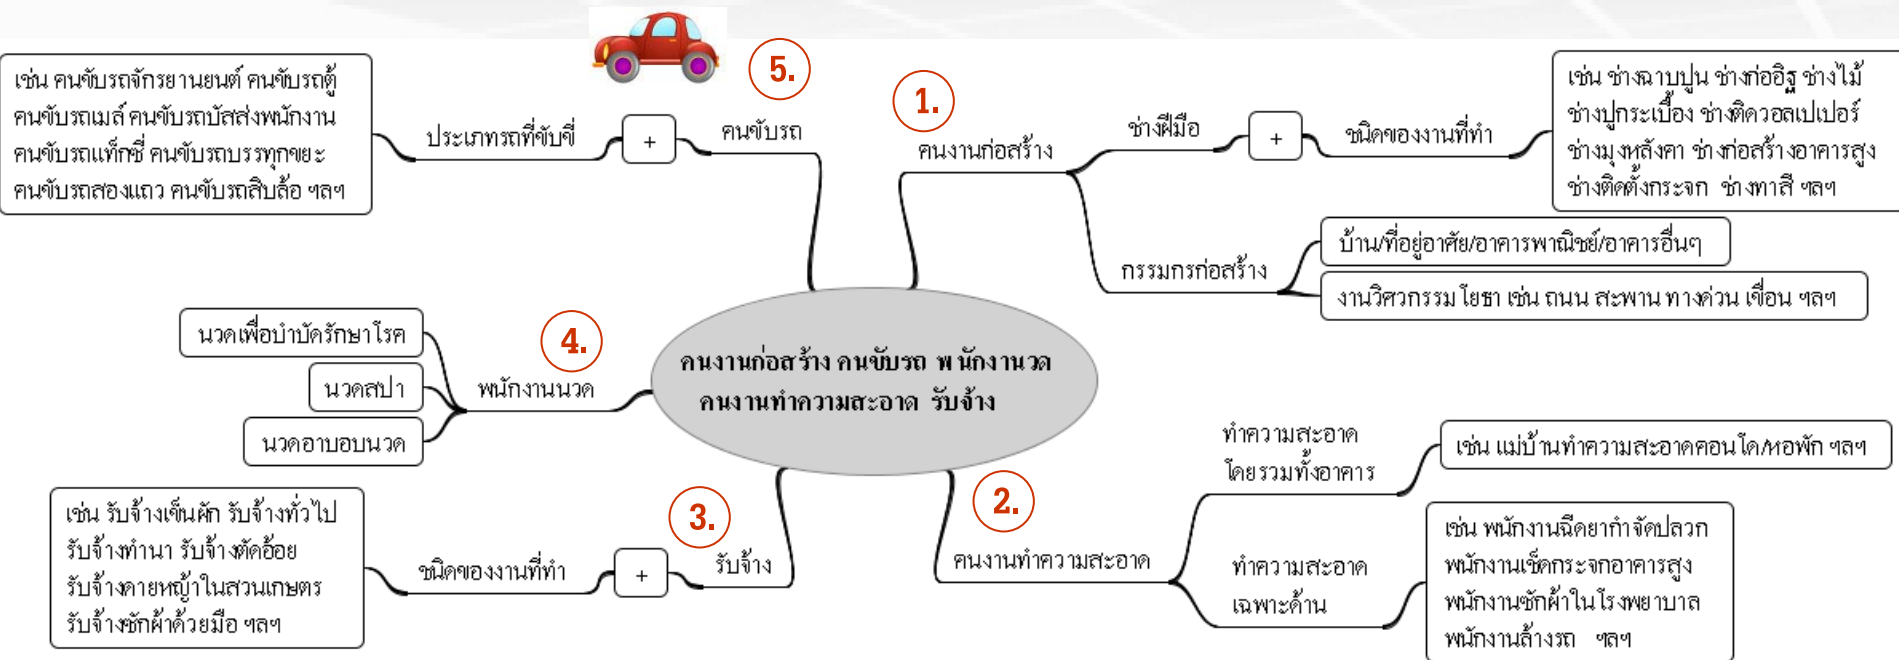 คนงานก่อสร้าง คนขับรถ พนักงานวด
คนงานทำความสะอาด รับจ้าง
1.
คนงานก่อสร้าง
ช่างฝีมือ
+
ชนิดของงานที่ทำ
เช่น ช่างฉาบปูน ช่างก่ออิฐ ช่างไม้
ช่างปูกระเบื้อง ช่างติดวอลเปเปอร์
ช่างมุงหลังคา ช่างก่อสร้างอาคารสูง
ช่างติดตั้งกระจก ช่างทาสี ฯลฯ
กรรมกรก่อสร้าง
บ้าน/ที่อยู่อาศัย/อาคารพาณิชย์/อาคารอื่นๆ
งานวิศวกรรมโยธา เช่น ถนน สะพาน ทางด่วน เขื่อน ฯลฯ
2.
คนงานทำความสะอาด
ทำความสะอาด
โดยรวมทั้งอาคาร
เช่น แม่บ้านทำความสะอาดคอนโด/หอพัก ฯลฯ
ทำความสะอาด
เฉพาะด้าน
เช่น พนักงานฉีดยากำจัดปลวก
พนักงานเช็ดกระจกอาคารสูง
พนักงานซักผ้าในโรงพยาบาล
พนักงานล้างรถ ฯลฯ
3.
รับจ้าง
+
ชนิดของงานที่ทำ
เช่น รับจ้างเข็นผัก รับจ้างทั่วไป
รับจ้างทำนา รับจ้างตัดอ้อย
รับจ้างดายหญ้าในสวนเกษตร
รับจ้างซักผ้าด้วยมือ ฯลฯ
4.
พนักงานนวด
นวดเพื่อบำบัดรักษาโรค
นวดสปา
นวดอาบอบนวด
5.
คนขับรถ
+
ประเภทรถที่ขับขี่
เช่น คนขับรถจักรยานยนต์ คนขับรถตู้
คนขับรถเมล์ คนขับรถบัสส่งพนักงาน
คนขับรถแท็กซี่ คนขับรถบรรทุกขยะ
คนขับรถสองแถว คนขับรถสิบล้อ ฯลฯ